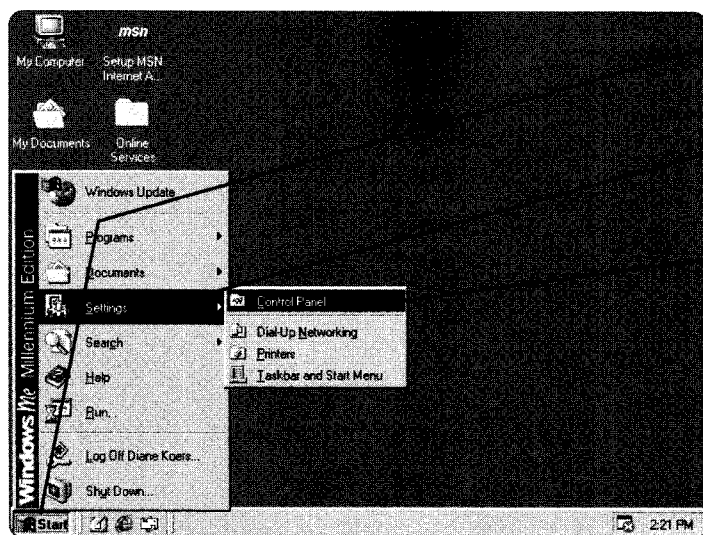 msn
My Computer
Setup MSN
Internet A...
My Documents
Online
Services
Windows Me Millennium Edition
Windows Update
Programs
Documents
Settings
Search
Help
Run...
Log Off Diane Koers...
Shut Down...
Control Panel
Dial-Up Networking
Printers
Taskbar and Start Menu
Start
2:21 PM